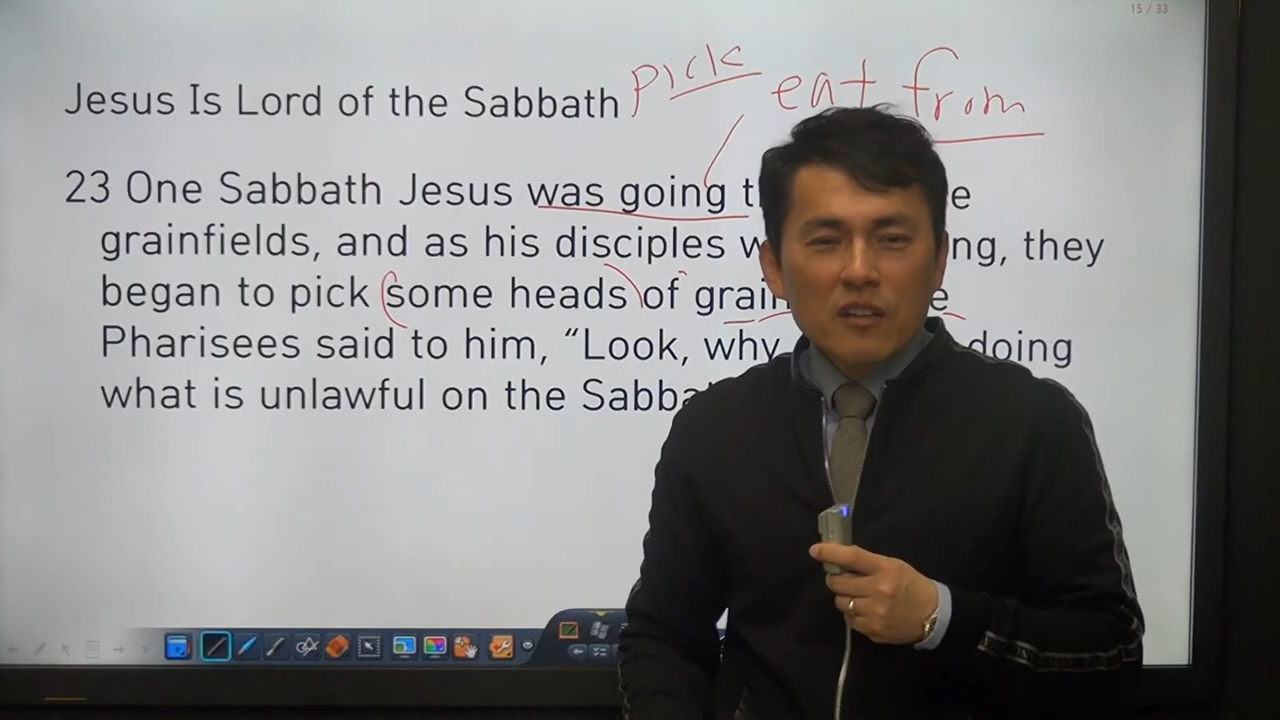 15 / 33
pick eat from
Jesus Is Lord of the Sabbath
23 One Sabbath Jesus was going t e
grainfields, and as his disciples w ng, they
began to pick some heads of grain e
Pharisees said to him, “Look, why doing
what is unlawful on the Sabba